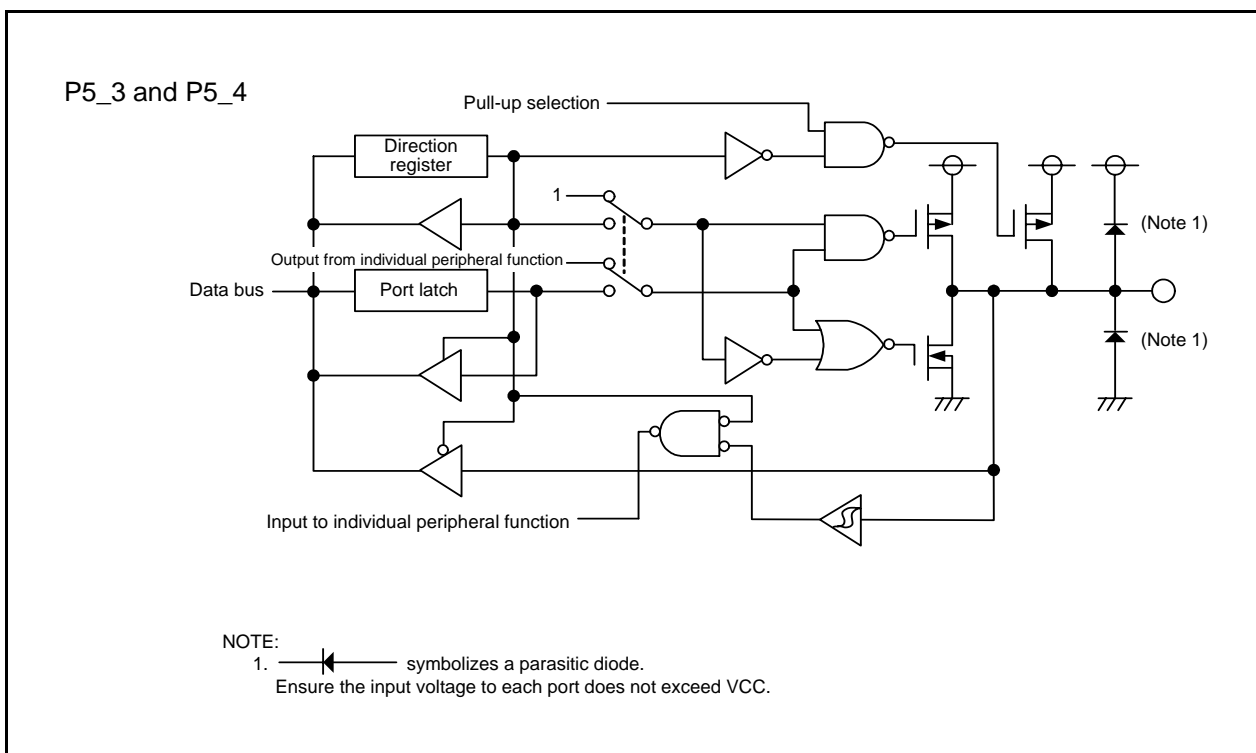 P5_3 and P5_4
Pull-up selection
Direction
register
1
Output from individual peripheral function
Data bus
Port latch
(Note 1)
(Note 1)
Input to individual peripheral function
NOTE:
1. symbolizes a parasitic diode.
Ensure the input voltage to each port does not exceed VCC.